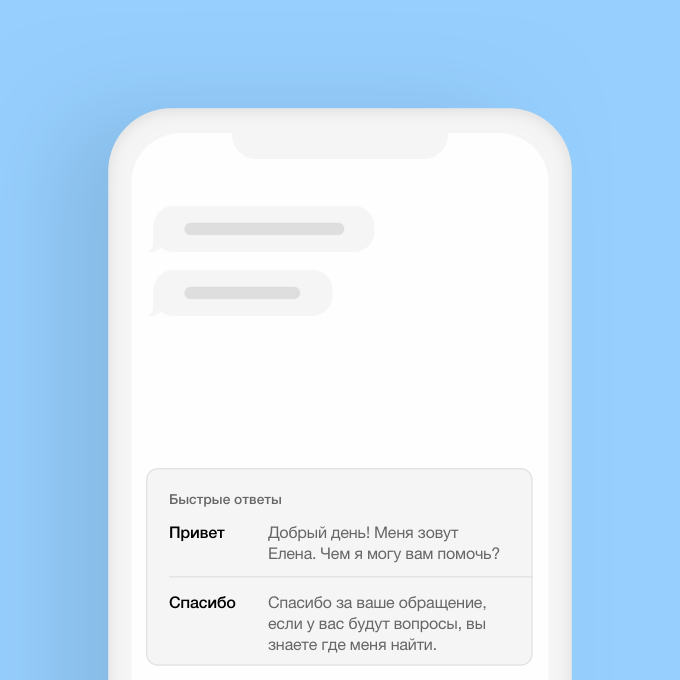 Быстрые ответы
Привет
Добрый день! Меня зовут
Елена. Чем я могу вам помочь?
Спасибо
Спасибо за ваше обращение,
если у вас будут вопросы, вы
знаете где меня найти.